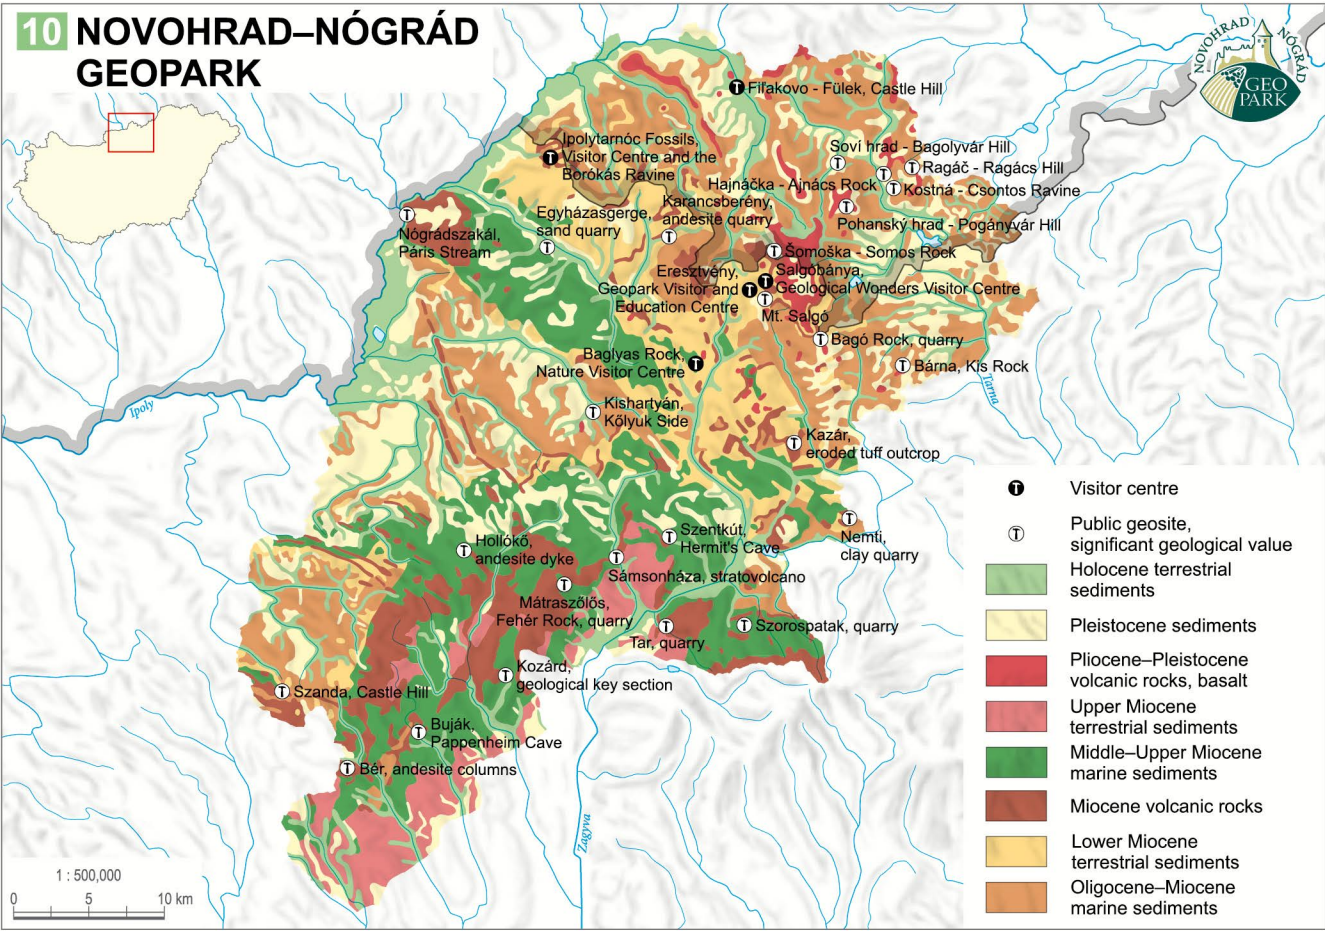 10 NOVOHRAD–NÓGRÁD
GEOPARK
NOVOHRAD
NÓGRÁD
GEO
PARK
Fiľakovo - Fülek, Castle Hill
Ipolytarnóc Fossils,
Visitor Centre and the
Borókás Ravine
Soví hrad - Bagolyvár Hill
Ragáč - Ragács Hill
Hajnáčka - Ajnács Rock
Kostná - Csontos Ravine
Karancsberény,
andesite quarry
Egyházasgerge,
sand quarry
Pohanský hrad - Pogányvár Hill
Nógrádszakál,
Páris Stream
Šomoška - Somos Rock
Eresztvény,
Geopark Visitor and
Education Centre
Salgóbánya,
Geological Wonders Visitor Centre
Mt. Salgó
Bagó Rock, quarry
Baglyas Rock,
Nature Visitor Centre
Bárna, Kis Rock
Tarna
Ipoly
Kishartyán,
Kőlyuk Side
Kazár,
eroded tuff outcrop
Hollókő,
andesite dyke
Szentkút,
Hermit's Cave
Nemti,
clay quarry
Sámsonháza, stratovolcano
Mátraszőlős,
Fehér Rock, quarry
Tar, quarry
Szorospatak, quarry
Kozárd,
geological key section
Szanda, Castle Hill
Buják,
Pappenheim Cave
Bér, andesite columns
Zagyva
1 : 500,000
0 5 10 km
T Visitor centre
T Public geosite,
significant geological value
Holocene terrestrial
sediments
Pleistocene sediments
Pliocene–Pleistocene
volcanic rocks, basalt
Upper Miocene
terrestrial sediments
Middle–Upper Miocene
marine sediments
Miocene volcanic rocks
Lower Miocene
terrestrial sediments
Oligocene–Miocene
marine sediments